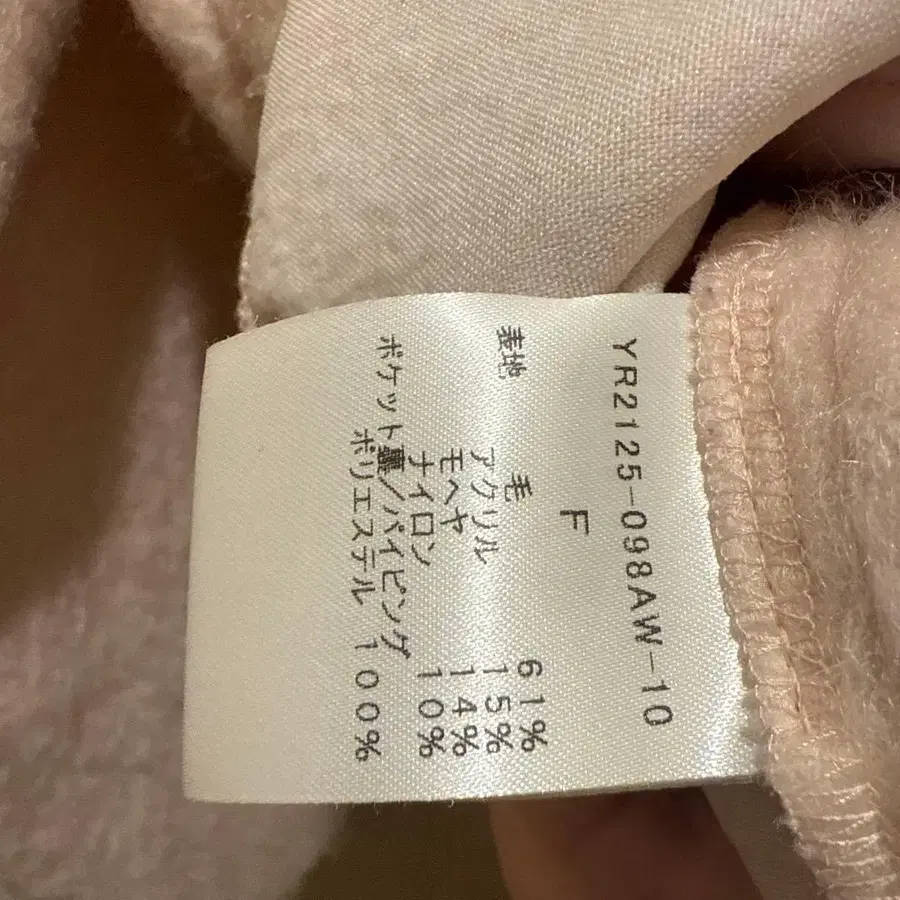 YR2125-098AW-10
F
表地
毛 61%
アクリル 15%
モヘヤ 14%
ナイロン 10%
ポケット裏/パイピング
ポリエステル 100%